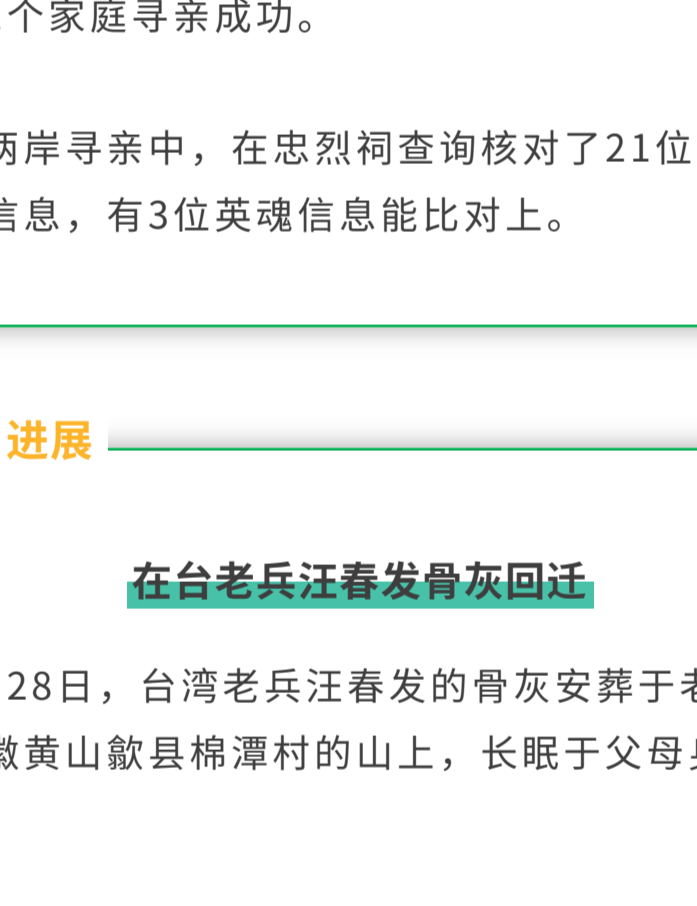 个家庭寻亲成功。
两岸寻亲中，在忠烈祠查询核对了21位
信息，有3位英魂信息能比对上。
进展
在台老兵汪春发骨灰回迁
28日，台湾老兵汪春发的骨灰安葬于老
徽黄山歙县棉潭村的山上，长眠于父母身